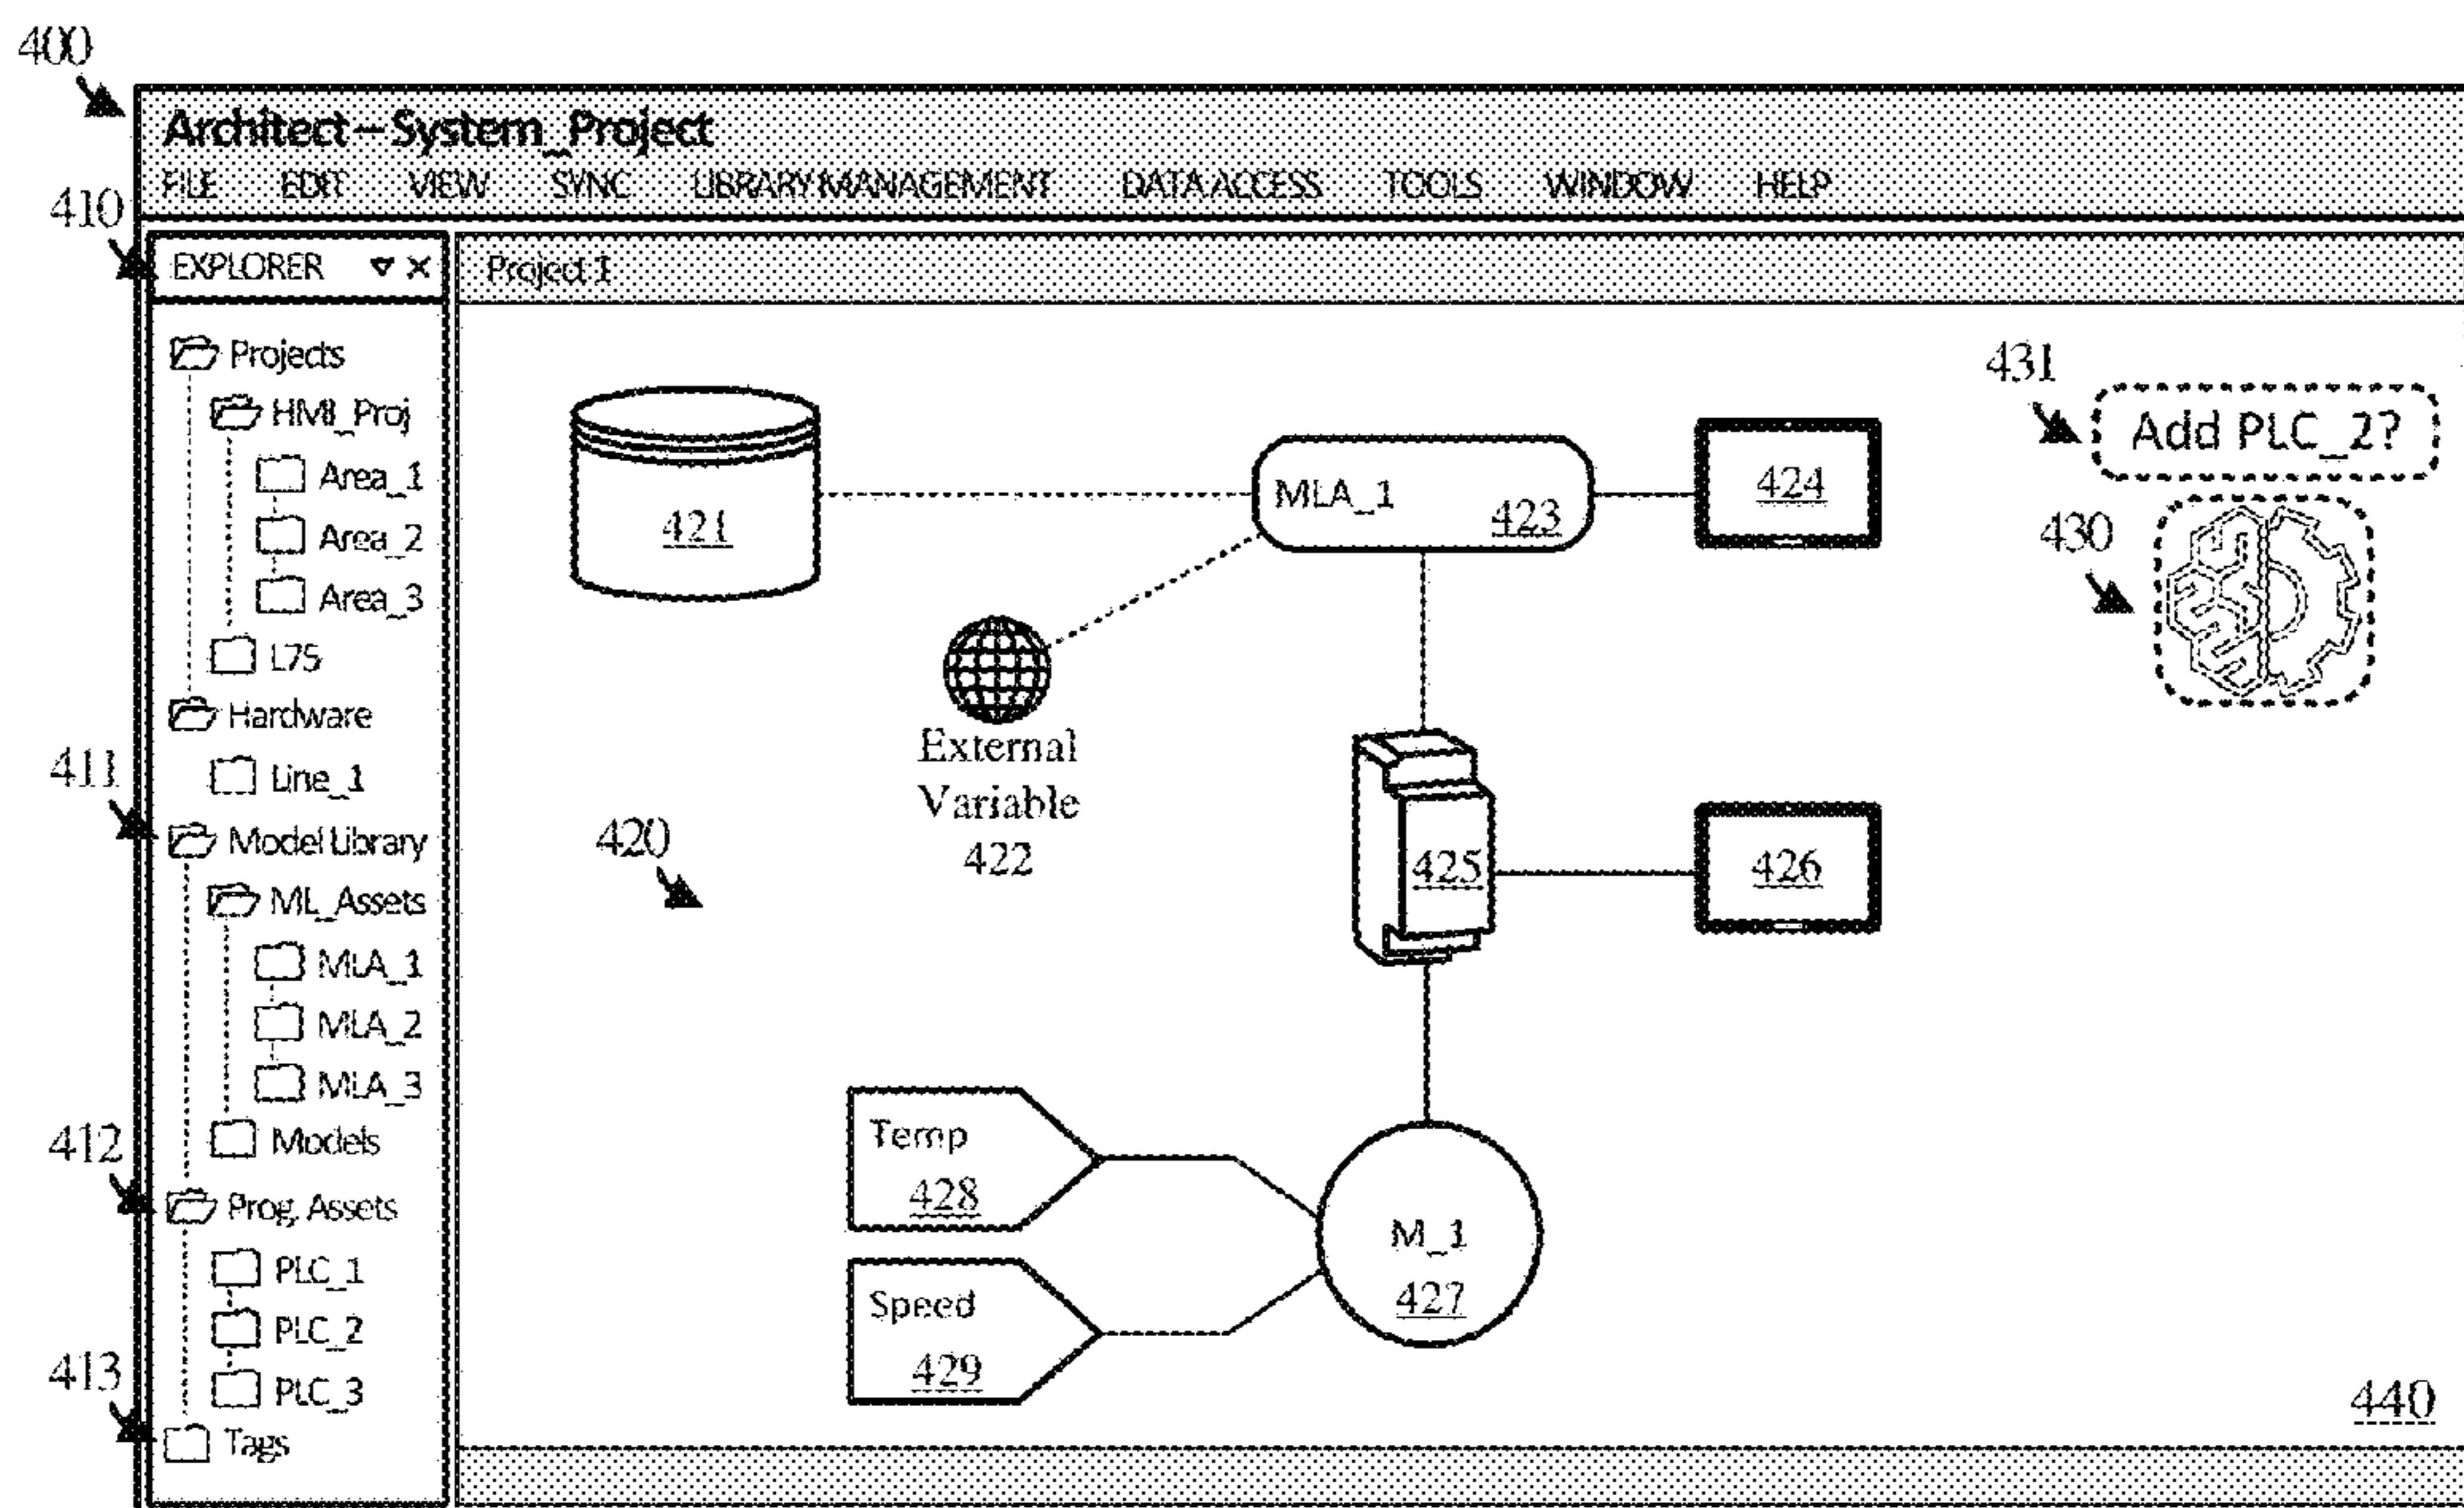 400
Architect – System_Project
FILE EDIT VIEW SYNC LIBRARY MANAGEMENT DATA ACCESS TOOLS WINDOW HELP
410
EXPLORER
Projects
HMI_Proj
Area_1
Area_2
Area_3
L75
Hardware
Line_1
411
Model Library
ML_Assets
MLA_1
MLA_2
MLA_3
Models
412
Prog. Assets
PLC_1
PLC_2
PLC_3
413
Tags
Project 1
421
MLA_1
423
424
431
Add PLC_2?
430
External
Variable
422
420
425
426
Temp
428
Speed
429
M_1
427
440